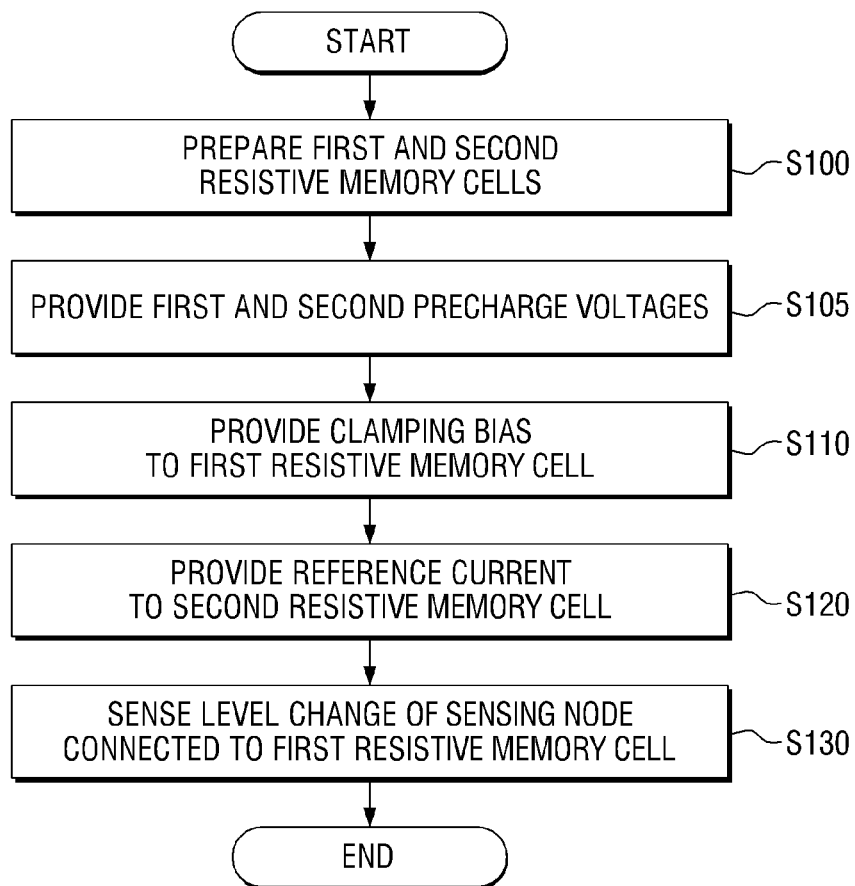 START
PREPARE FIRST AND SECOND
RESISTIVE MEMORY CELLS
S100
PROVIDE FIRST AND SECOND PRECHARGE VOLTAGES
S105
PROVIDE CLAMPING BIAS
TO FIRST RESISTIVE MEMORY CELL
S110
PROVIDE REFERENCE CURRENT
TO SECOND RESISTIVE MEMORY CELL
S120
SENSE LEVEL CHANGE OF SENSING NODE
CONNECTED TO FIRST RESISTIVE MEMORY CELL
S130
END